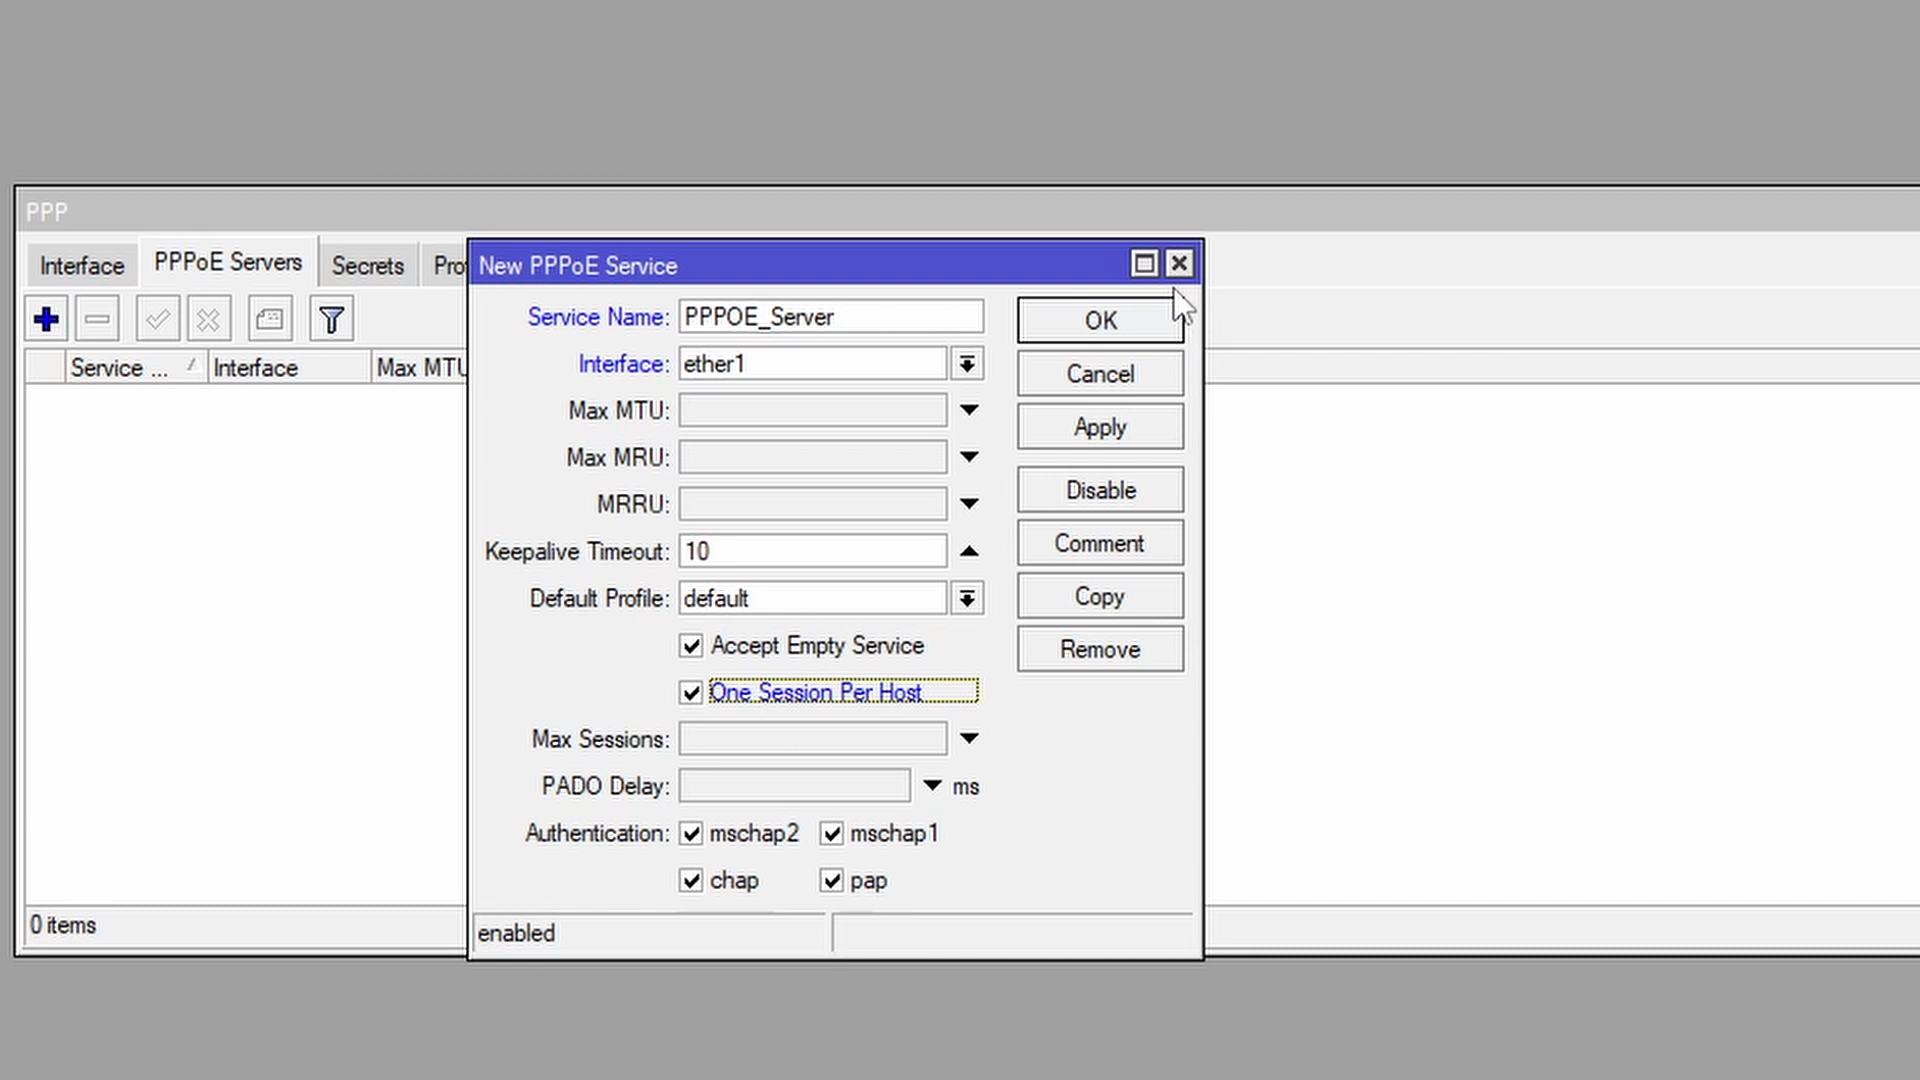 PPP
Interface PPPoE Servers Secrets
New PPPoE Service
Service Name: PPPOE_Server OK
Service ... Interface Max MTU
Interface: ether1 Cancel
Max MTU: Apply
Max MRU:
Disable
MRRU:
Comment
Keepalive Timeout: 10
Default Profile: default Copy
Accept Empty Service Remove
One Session Per Host
Max Sessions:
PADO Delay: ms
Authentication: mschap2 mschap1
chap pap
0 items
enabled